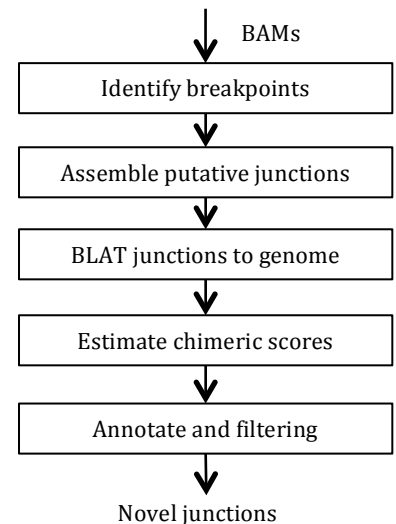 BAMs
Identify breakpoints
Assemble putative junctions
BLAT junctions to genome
Estimate chimeric scores
Annotate and filtering
Novel junctions